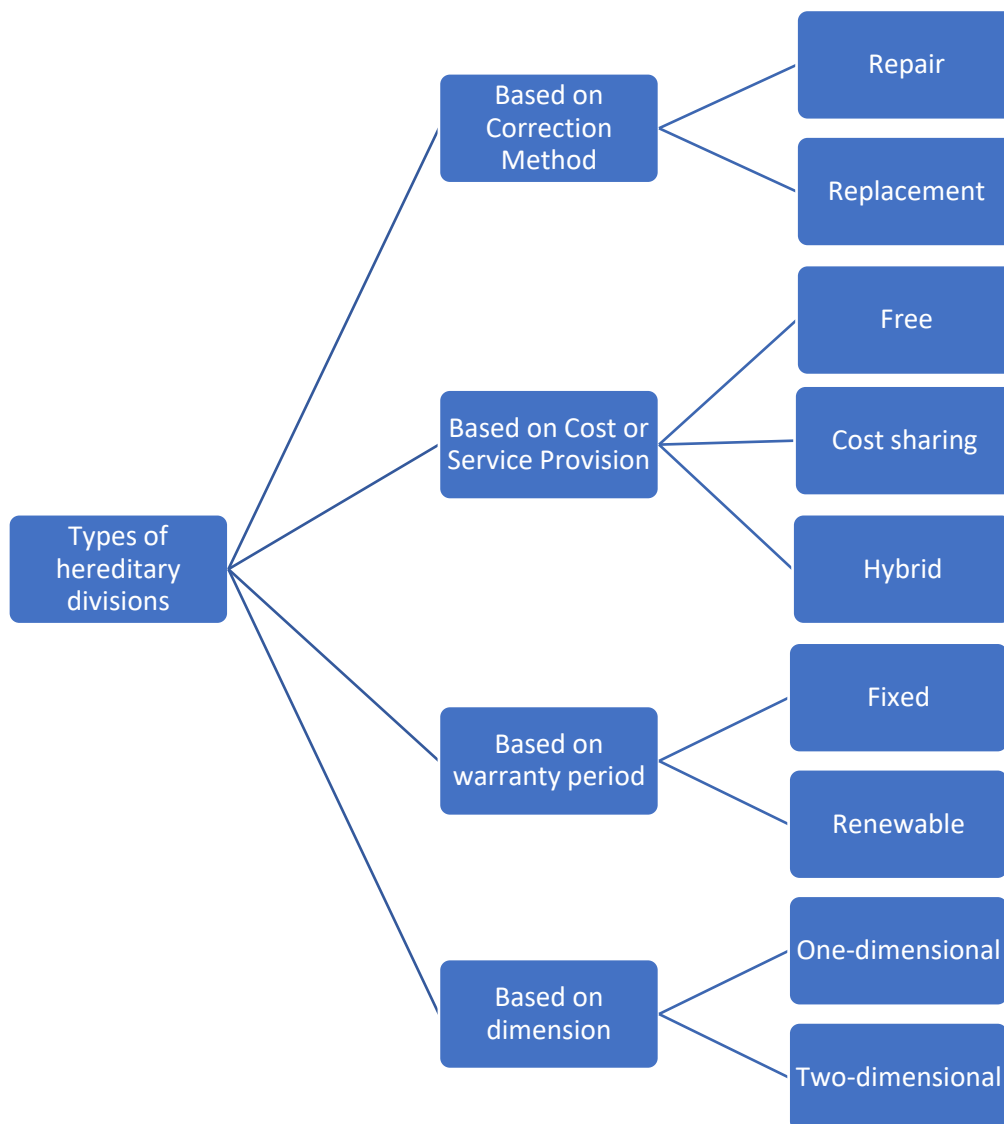 Types of
hereditary
divisions
Based on
Correction
Method
Repair
Replacement
Based on Cost or
Service Provision
Free
Cost sharing
Hybrid
Based on
warranty period
Fixed
Renewable
Based on
dimension
One-dimensional
Two-dimensional